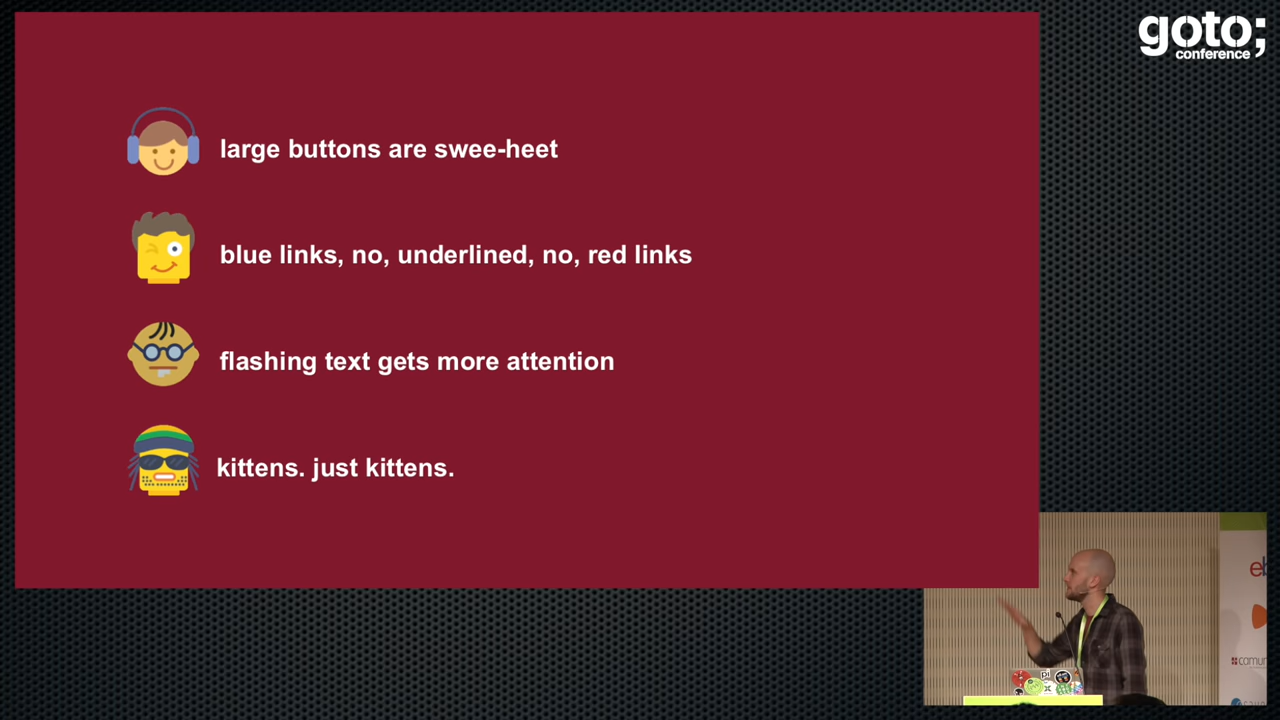 goto;
conference
large buttons are swee-heet
blue links, no, underlined, no, red links
flashing text gets more attention
kittens. just kittens.